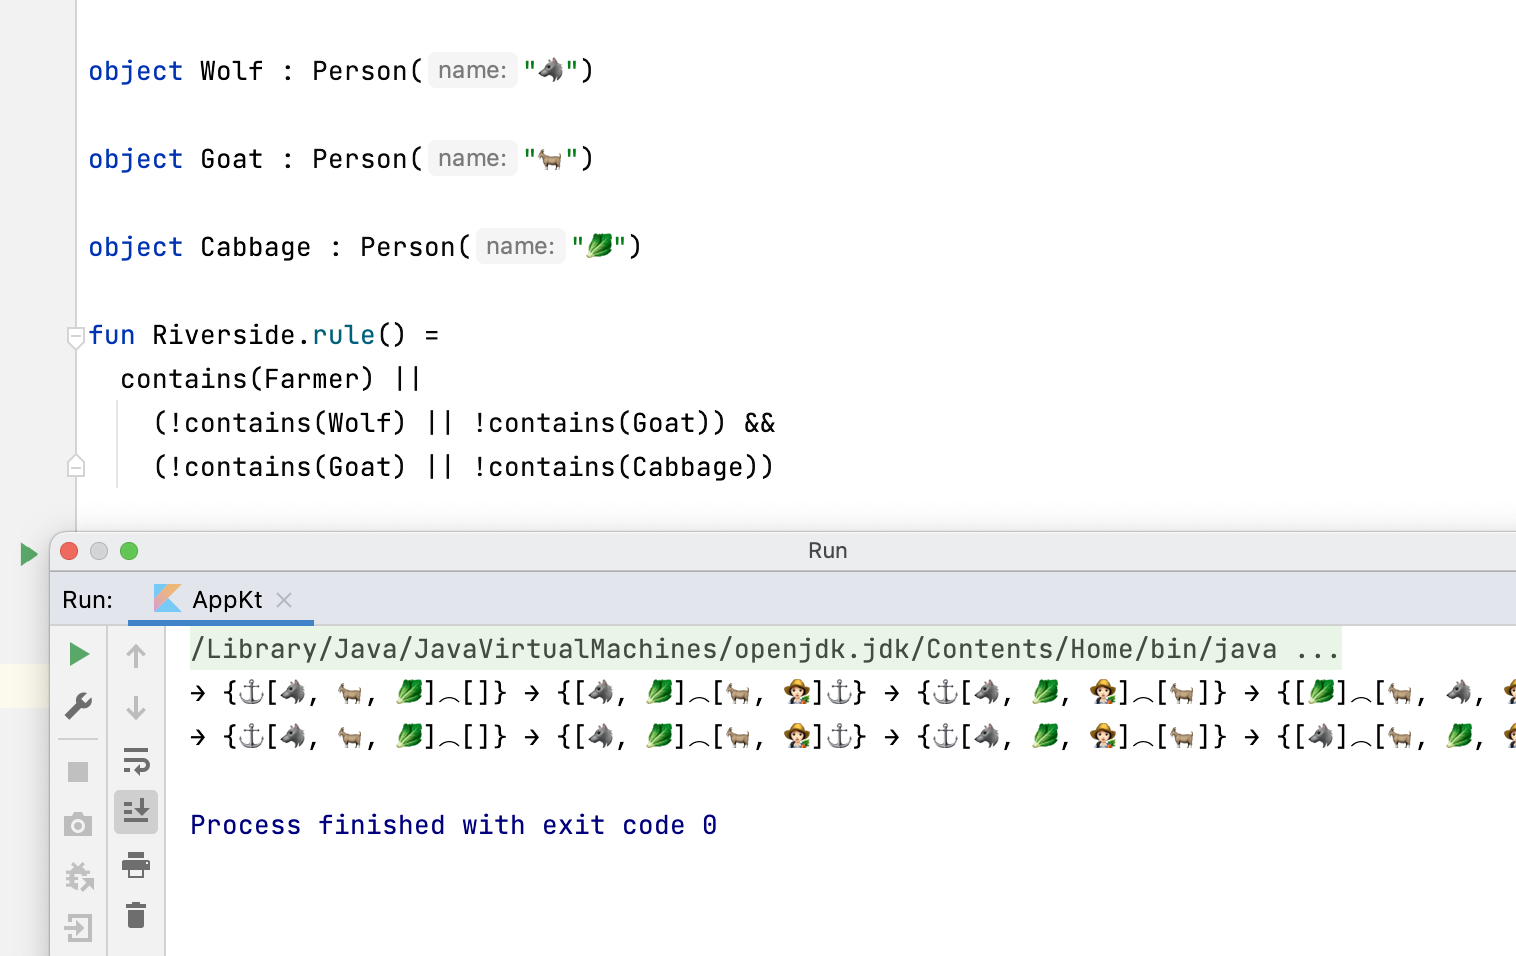 object Wolf : Person( name: "🐺")
object Goat : Person( name: "🐐")
object Cabbage : Person( name: "🥬")
fun Riverside.rule() =
contains(Farmer) ||
(!contains(Wolf) || !contains(Goat)) &&
(!contains(Goat) || !contains(Cabbage))
Run
Run: AppKt
/Library/Java/JavaVirtualMachines/openjdk.jdk/Contents/Home/bin/java ...
→ {⚓[🐺, 🐐, 🥬]︵[]} → {[🐺, 🥬]︵[🐐, 👩‍🌾]⚓} → {⚓[🐺, 🥬, 👩‍🌾]︵[🐐]} → {[🥬]︵[🐐, 🐺,
→ {⚓[🐺, 🐐, 🥬]︵[]} → {[🐺, 🥬]︵[🐐, 👩‍🌾]⚓} → {⚓[🐺, 🥬, 👩‍🌾]︵[🐐]} → {[🐺]︵[🐐, 🥬,
Process finished with exit code 0